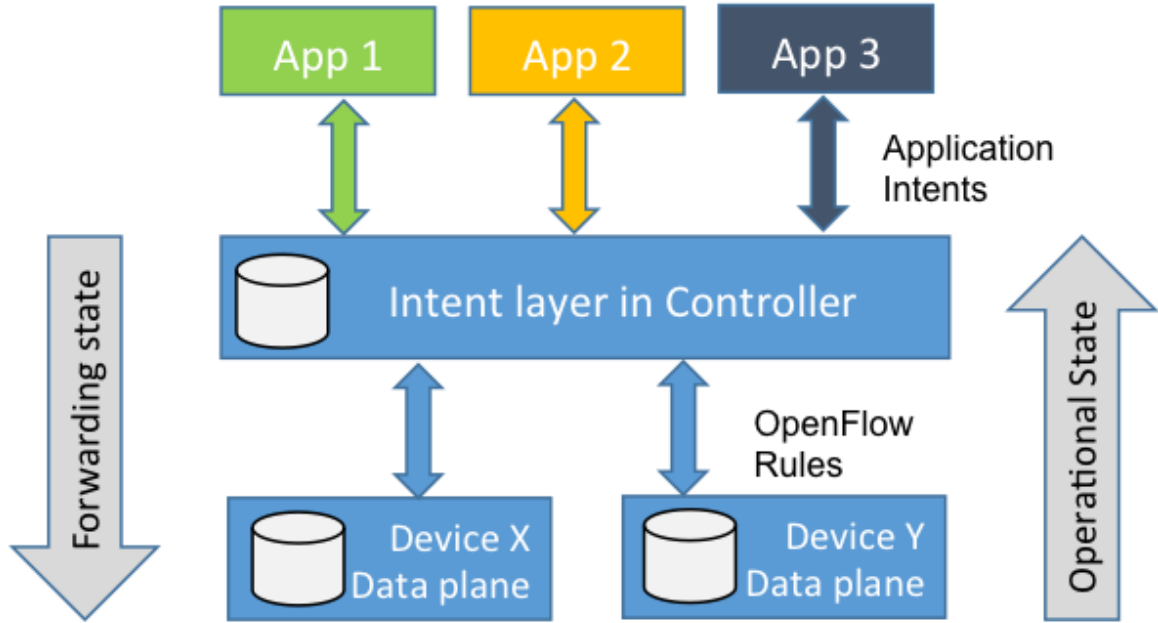 App 1
App 2
App 3
Application
Intents
Forwarding state
Intent layer in Controller
Operational State
OpenFlow
Rules
Device X
Data plane
Device Y
Data plane